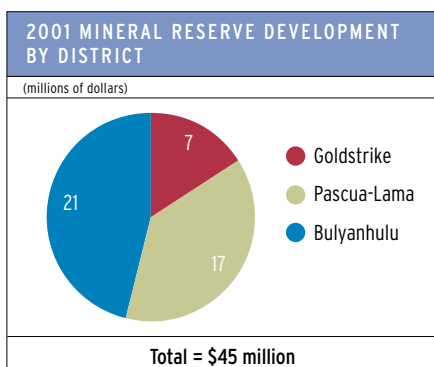 2001 MINERAL RESERVE DEVELOPMENT
BY DISTRICT
(millions of dollars)
7
21
17
Goldstrike
Pascua-Lama
Bulyanhulu
Total = $45 million